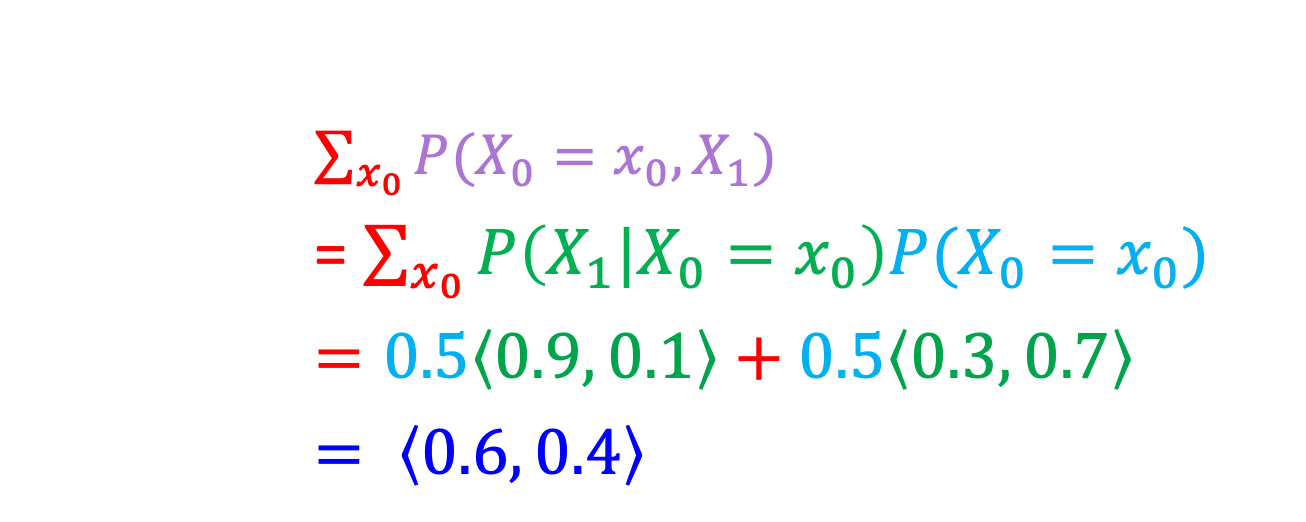 ∑ₓ₀ P(X₀ = x₀, X₁)
= ∑ₓ₀ P(X₁|X₀ = x₀)P(X₀ = x₀)
= 0.5⟨0.9, 0.1⟩ + 0.5⟨0.3, 0.7⟩
= ⟨0.6, 0.4⟩